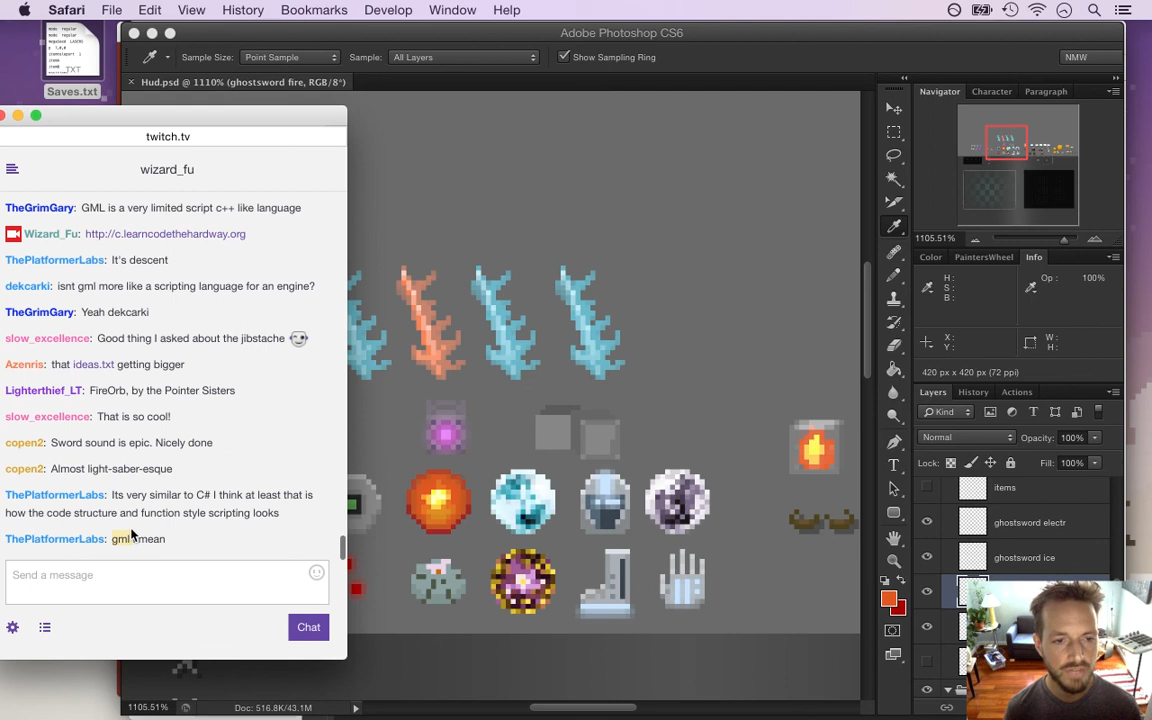 Safari File Edit View History Bookmarks Develop Window Help
Adobe Photoshop CS6
Sample Size: Point Sample Sample: All Layers Show Sampling Ring NMW
Hud.psd @ 1110% (ghostsword fire, RGB/8*)
TXT
Saves.txt
twitch.tv
wizard_fu
TheGrimGary: GML is a very limited script c++ like language
Wizard_Fu: http://c.learncodethehardway.org
ThePlatformerLabs: It's descent
dekcarki: isnt gml more like a scripting language for an engine?
TheGrimGary: Yeah dekcarki
slow_excellence: Good thing I asked about the jibstache
Azenris: that ideas.txt getting bigger
Lighterthief_LT: FireOrb, by the Pointer Sisters
slow_excellence: That is so cool!
copen2: Sword sound is epic. Nicely done
copen2: Almost light-saber-esque
ThePlatformerLabs: Its very similar to C# I think at least that is
how the code structure and function style scripting looks
ThePlatformerLabs: gml mean
Send a message
Chat
Navigator Character Paragraph
1105.51%
Color PaintersWheel Info
H:
S:
B:
Op: 100%
X:
Y:
W:
H:
420 px x 420 px (72 ppi)
Layers History Actions
Kind
Normal Opacity: 100%
Lock: Fill: 100%
items
ghostsword electr
ghostsword ice
1105.51% Doc: 516.8K/43.1M